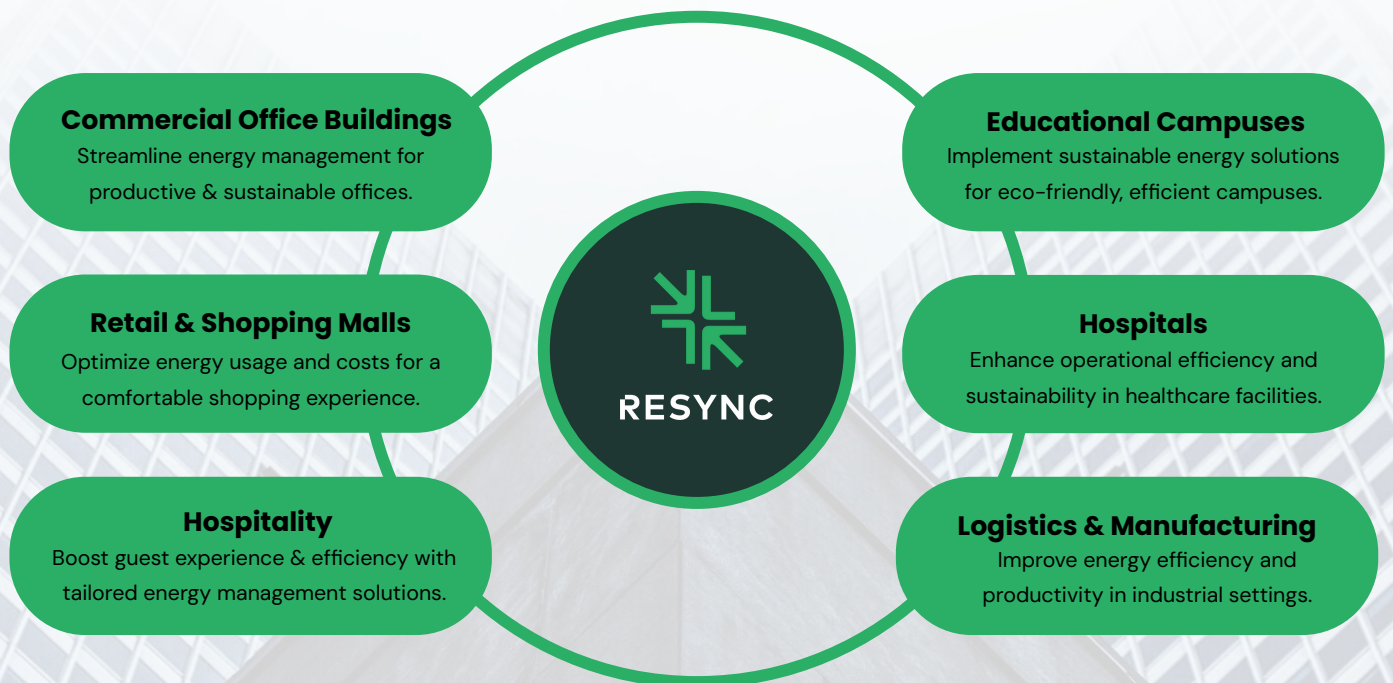 Commercial Office Buildings
Streamline energy management for
productive & sustainable offices.
Retail & Shopping Malls
Optimize energy usage and costs for a
comfortable shopping experience.
Hospitality
Boost guest experience & efficiency with
tailored energy management solutions.
RESYNC
Educational Campuses
Implement sustainable energy solutions
for eco-friendly, efficient campuses.
Hospitals
Enhance operational efficiency and
sustainability in healthcare facilities.
Logistics & Manufacturing
Improve energy efficiency and
productivity in industrial settings.